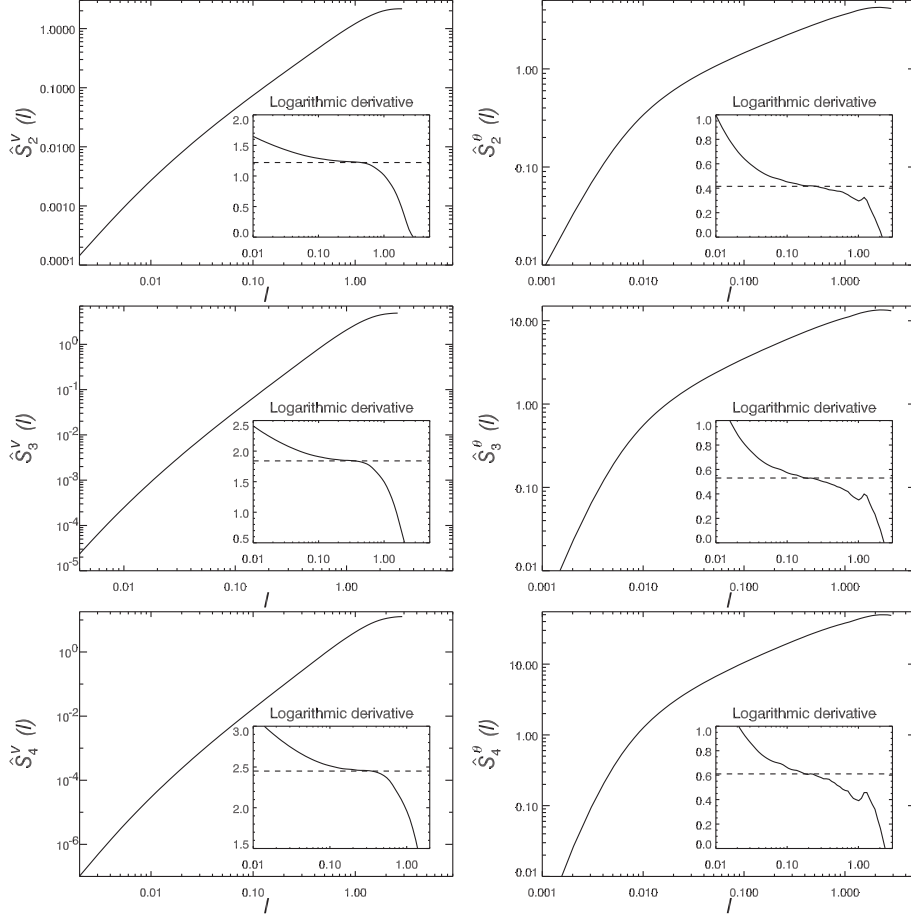 1.0000
0.1000
0.0100
0.0010
0.0001
Ŝ₂ⱽ (l)
Logarithmic derivative
2.0
1.5
1.0
0.5
0.0
0.01 0.10 1.00
0.01 0.10 1.00
l
1.00
0.10
0.01
Ŝ₂^θ (l)
Logarithmic derivative
1.0
0.8
0.6
0.4
0.2
0.0
0.01 0.10 1.00
0.001 0.010 0.100 1.000
l
10⁰
10⁻¹
10⁻²
10⁻³
10⁻⁴
10⁻⁵
Ŝ₃ⱽ (l)
Logarithmic derivative
2.5
2.0
1.5
1.0
0.5
0.01 0.10 1.00
0.01 0.10 1.00
l
10.00
1.00
0.10
0.01
Ŝ₃^θ (l)
Logarithmic derivative
1.0
0.8
0.6
0.4
0.2
0.0
0.01 0.10 1.00
0.001 0.010 0.100 1.000
l
10⁰
10⁻²
10⁻⁴
10⁻⁶
Ŝ₄ⱽ (l)
Logarithmic derivative
3.0
2.5
2.0
1.5
0.01 0.10 1.00
0.01 0.10 1.00
l
10.00
1.00
0.10
0.01
Ŝ₄^θ (l)
Logarithmic derivative
1.0
0.8
0.6
0.4
0.2
0.0
0.01 0.10 1.00
0.001 0.010 0.100 1.000
l